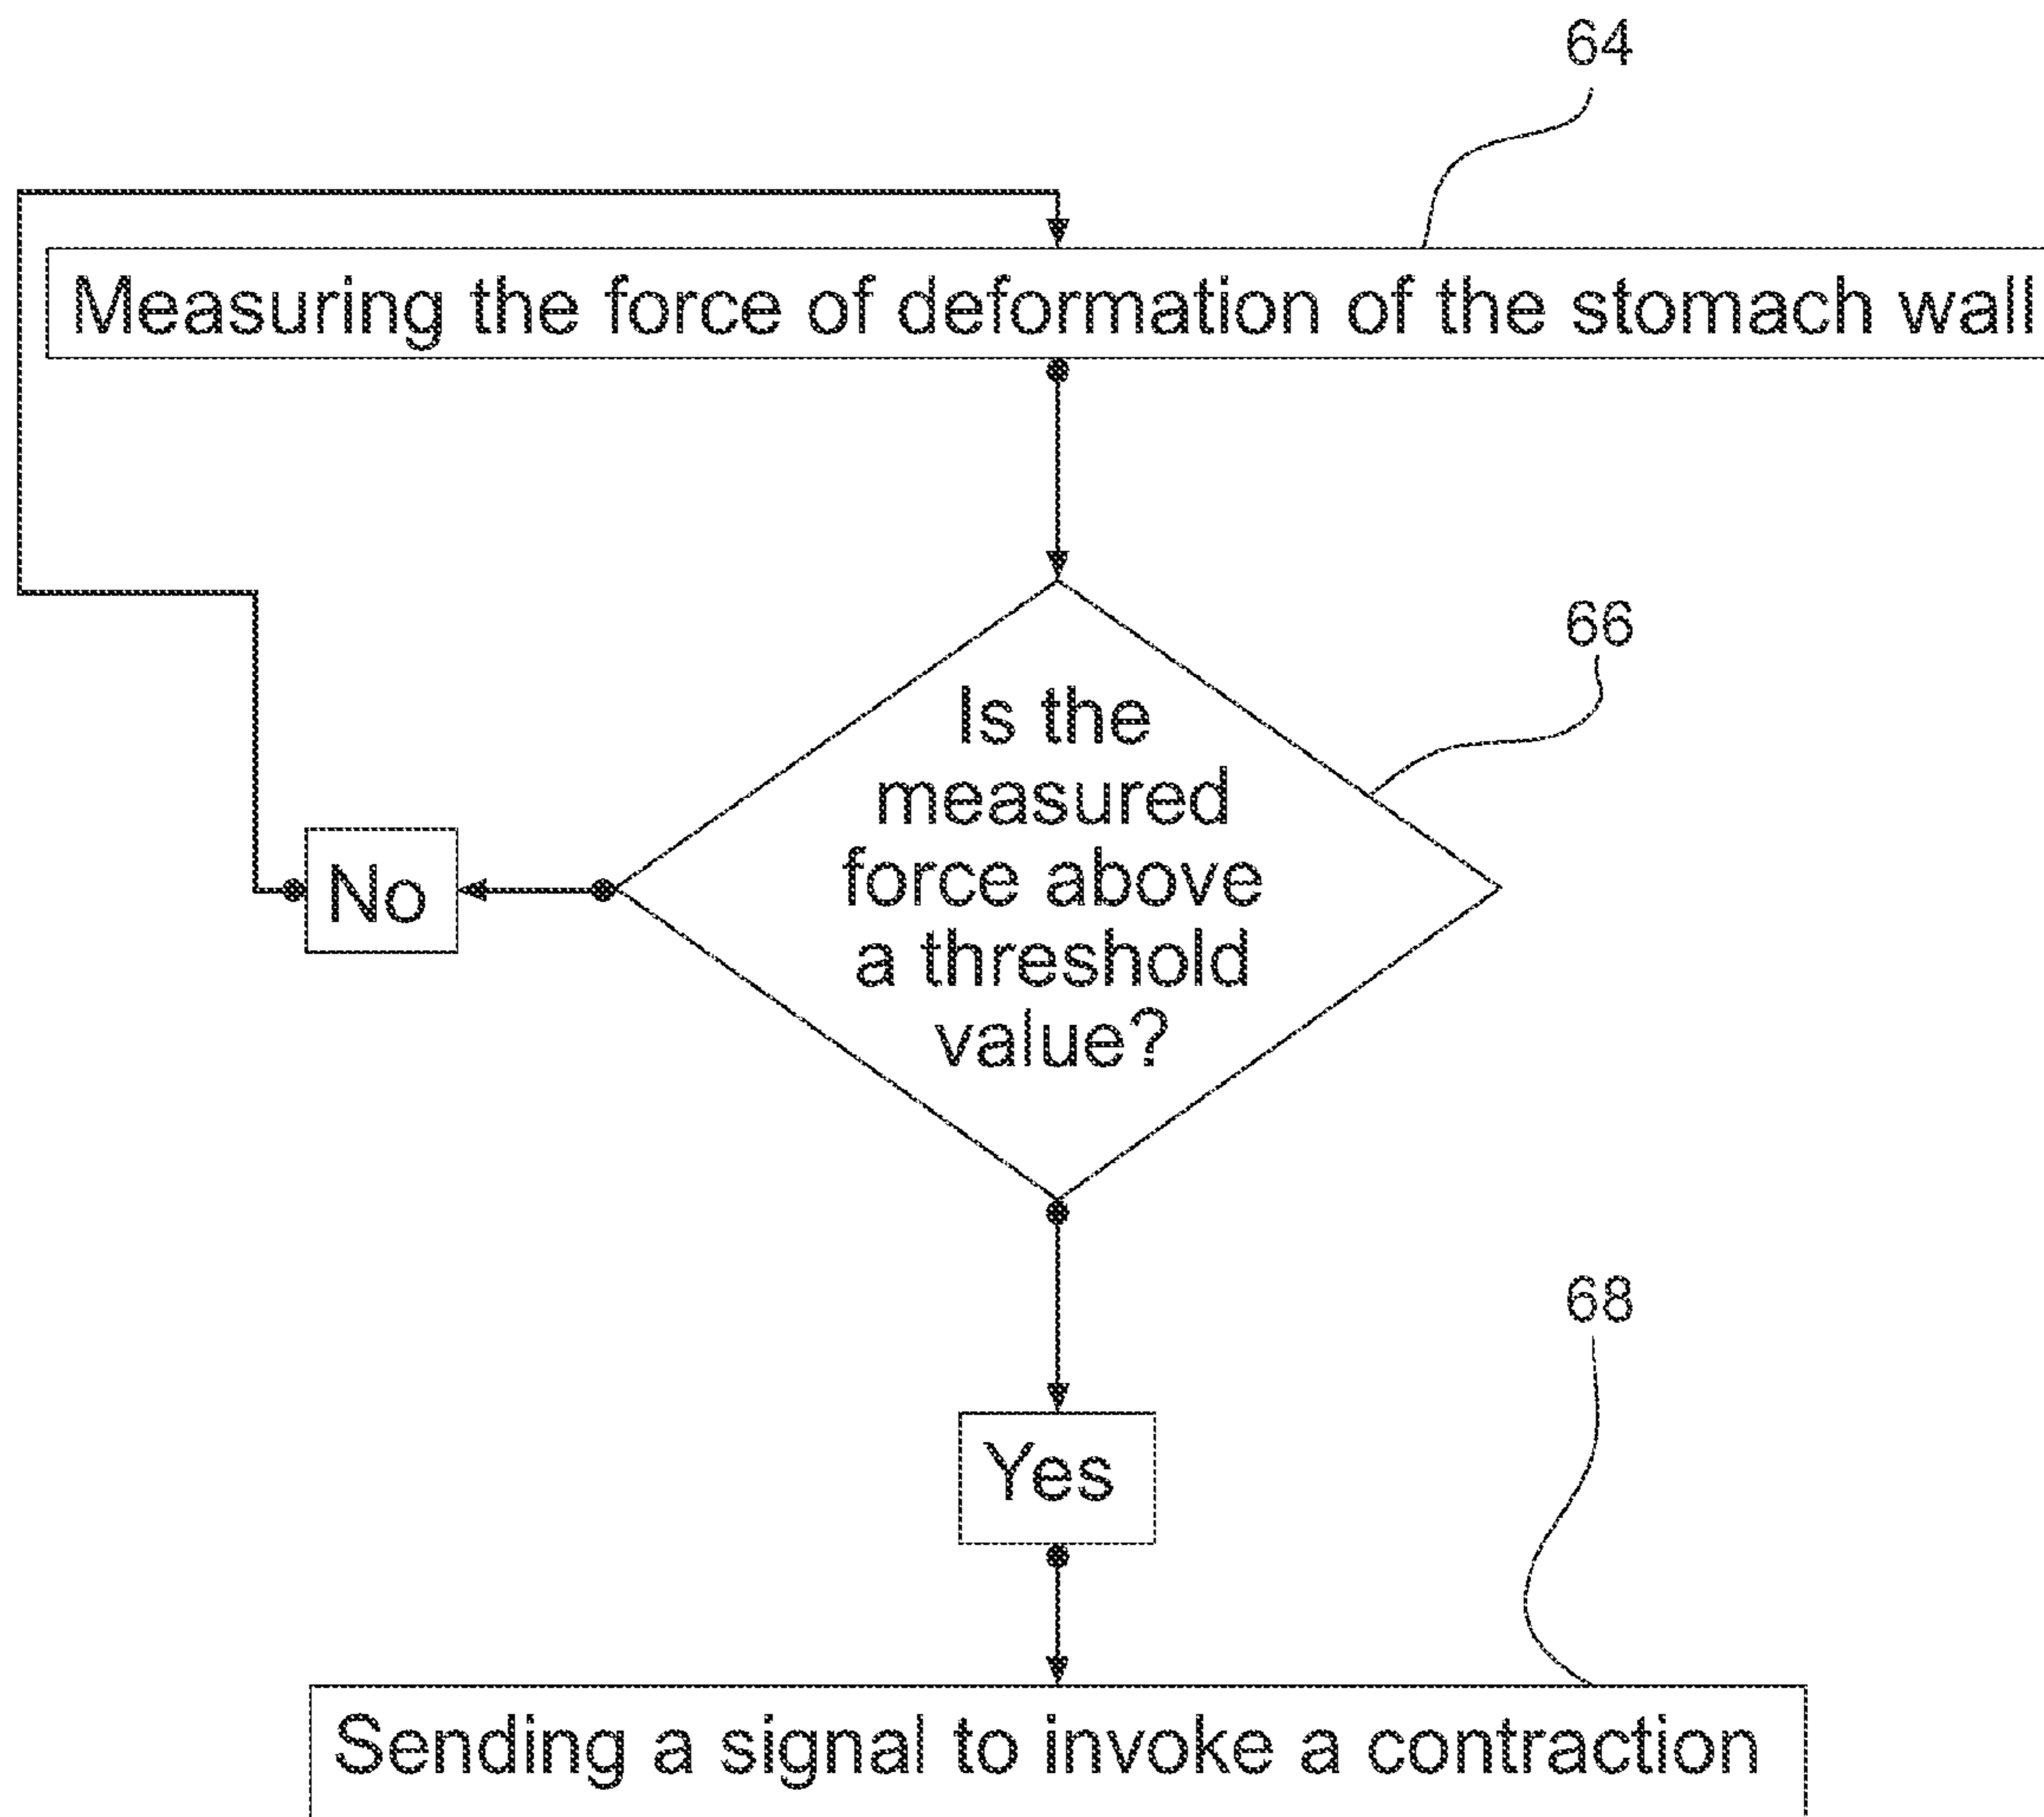 64
Measuring the force of deformation of the stomach wall
66
Is the
measured
force above
a threshold
value?
No
68
Yes
Sending a signal to invoke a contraction